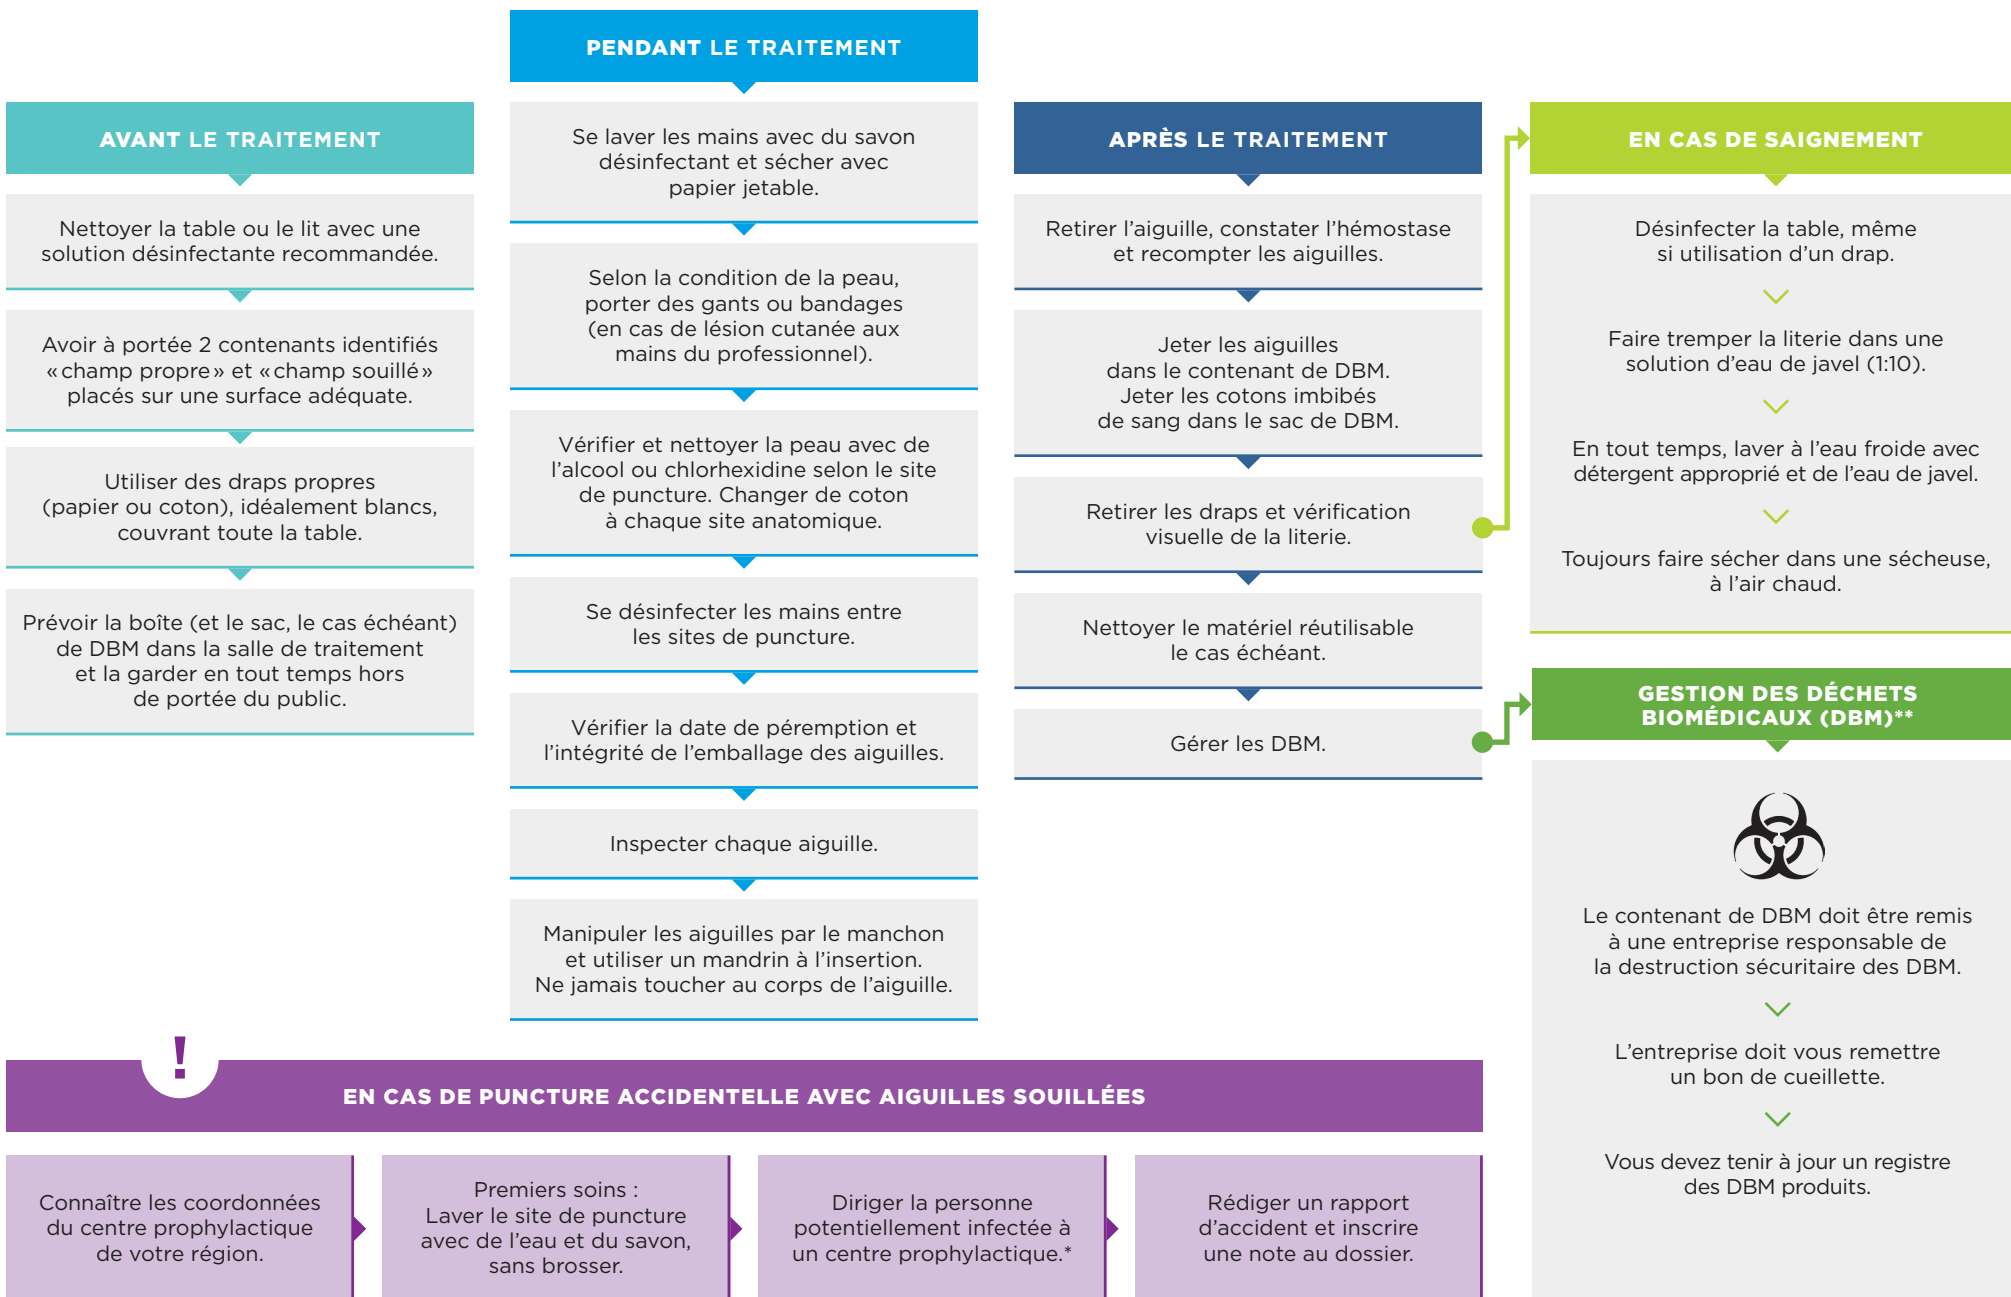 AVANT LE TRAITEMENT
Nettoyer la table ou le lit avec une
solution désinfectante recommandée.
Avoir à portée 2 contenants identifiés
«champ propre» et «champ souillé»
placés sur une surface adéquate.
Utiliser des draps propres
(papier ou coton), idéalement blancs,
couvrant toute la table.
Prévoir la boîte (et le sac, le cas échéant)
de DBM dans la salle de traitement
et la garder en tout temps hors
de portée du public.
PENDANT LE TRAITEMENT
Se laver les mains avec du savon
désinfectant et sécher avec
papier jetable.
Selon la condition de la peau,
porter des gants ou bandages
(en cas de lésion cutanée aux
mains du professionnel).
Vérifier et nettoyer la peau avec de
l’alcool ou chlorhexidine selon le site
de puncture. Changer de coton
à chaque site anatomique.
Se désinfecter les mains entre
les sites de puncture.
Vérifier la date de péremption et
l’intégrité de l’emballage des aiguilles.
Inspecter chaque aiguille.
Manipuler les aiguilles par le manchon
et utiliser un mandrin à l’insertion.
Ne jamais toucher au corps de l’aiguille.
APRÈS LE TRAITEMENT
Retirer l’aiguille, constater l’hémostase
et recompter les aiguilles.
Jeter les aiguilles
dans le contenant de DBM.
Jeter les cotons imbibés
de sang dans le sac de DBM.
Retirer les draps et vérification
visuelle de la literie.
Nettoyer le matériel réutilisable
le cas échéant.
Gérer les DBM.
EN CAS DE SAIGNEMENT
Désinfecter la table, même
si utilisation d’un drap.
Faire tremper la literie dans une
solution d’eau de javel (1:10).
En tout temps, laver à l’eau froide avec
détergent approprié et de l’eau de javel.
Toujours faire sécher dans une sécheuse,
à l’air chaud.
GESTION DES DÉCHETS
BIOMÉDICAUX (DBM)**
Le contenant de DBM doit être remis
à une entreprise responsable de
la destruction sécuritaire des DBM.
L’entreprise doit vous remettre
un bon de cueillette.
Vous devez tenir à jour un registre
des DBM produits.
!
EN CAS DE PUNCTURE ACCIDENTELLE AVEC AIGUILLES SOUILLÉES
Connaître les coordonnées
du centre prophylactique
de votre région.
Premiers soins :
Laver le site de puncture
avec de l’eau et du savon,
sans brosser.
Diriger la personne
potentiellement infectée à
un centre prophylactique.*
Rédiger un rapport
d’accident et inscrire
une note au dossier.